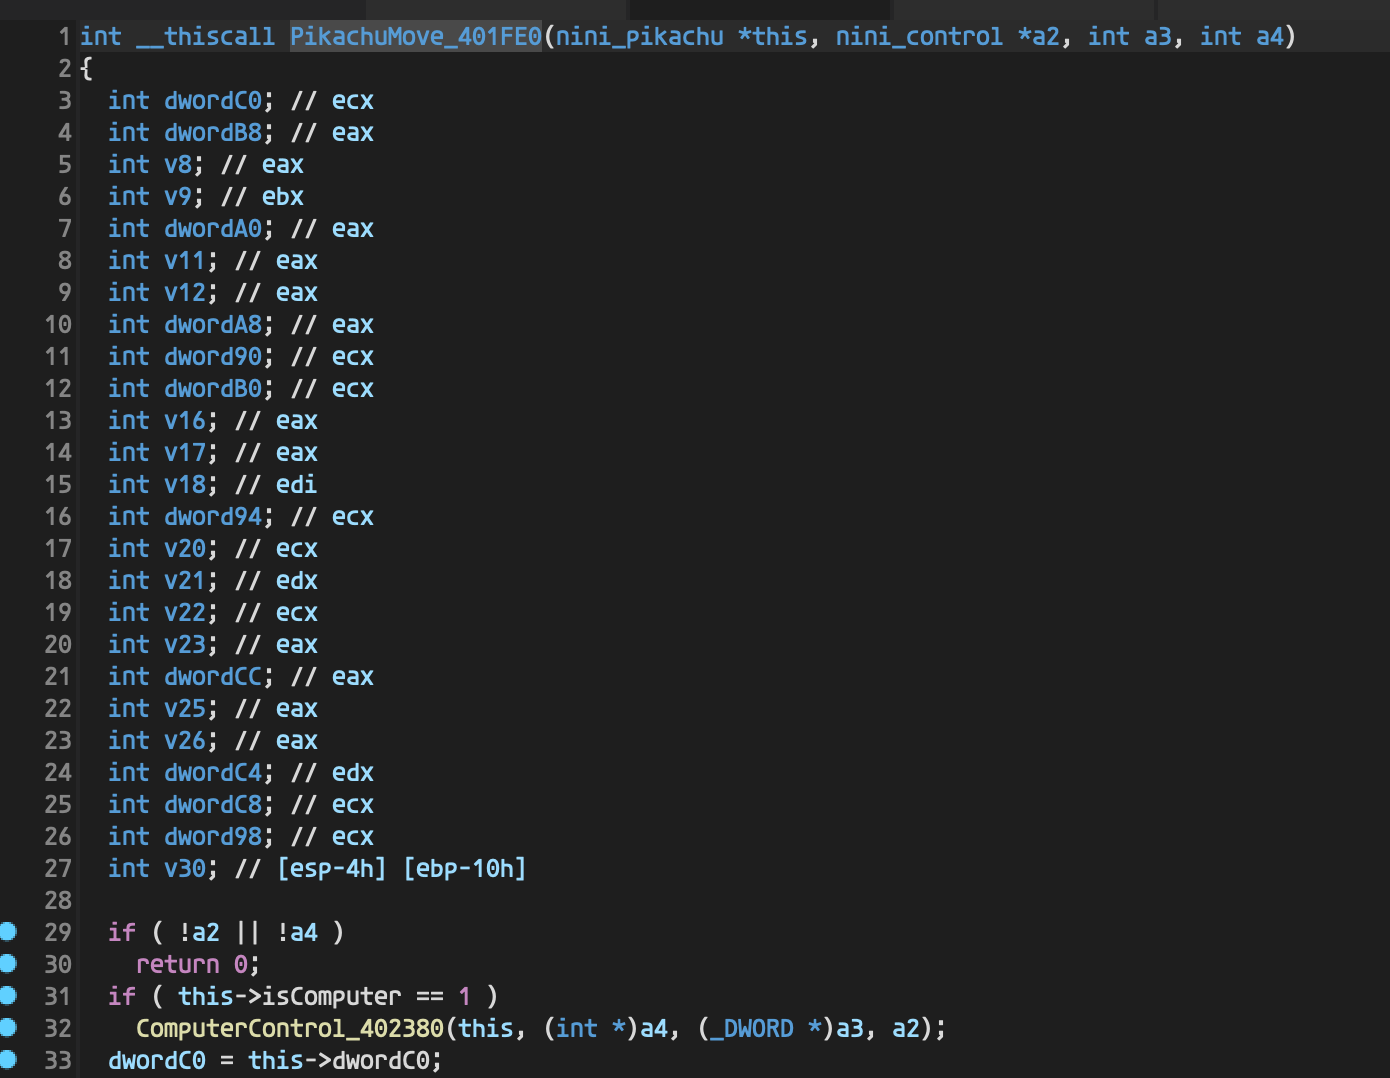 1 int __thiscall PikachuMove_401FE0(nini_pikachu *this, nini_control *a2, int a3, int a4)
2 {
3 int dwordC0; // ecx
4 int dwordB8; // eax
5 int v8; // eax
6 int v9; // ebx
7 int dwordA0; // eax
8 int v11; // eax
9 int v12; // eax
10 int dwordA8; // eax
11 int dword90; // ecx
12 int dwordB0; // ecx
13 int v16; // eax
14 int v17; // eax
15 int v18; // edi
16 int dword94; // ecx
17 int v20; // ecx
18 int v21; // edx
19 int v22; // ecx
20 int v23; // eax
21 int dwordCC; // eax
22 int v25; // eax
23 int v26; // eax
24 int dwordC4; // edx
25 int dwordC8; // ecx
26 int dword98; // ecx
27 int v30; // [esp-4h] [ebp-10h]
28
29 if ( !a2 || !a4 )
30 return 0;
31 if ( this->isComputer == 1 )
32 ComputerControl_402380(this, (int *)a4, (_DWORD *)a3, a2);
33 dwordC0 = this->dwordC0;